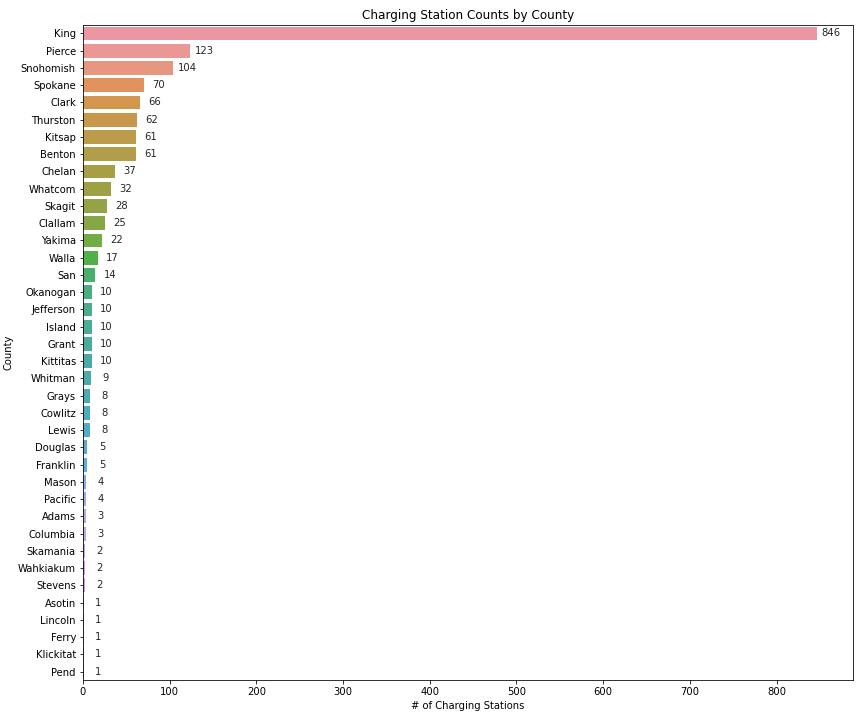 Charging Station Counts by County
King 846
Pierce 123
Snohomish 104
Spokane 70
Clark 66
Thurston 62
Kitsap 61
Benton 61
Chelan 37
Whatcom 32
Skagit 28
Clallam 25
Yakima 22
Walla 17
San 14
Okanogan 10
Jefferson 10
Island 10
Grant 10
Kittitas 10
Whitman 9
Grays 8
Cowlitz 8
Lewis 8
Douglas 5
Franklin 5
Mason 4
Pacific 4
Adams 3
Columbia 3
Skamania 2
Wahkiakum 2
Stevens 2
Asotin 1
Lincoln 1
Ferry 1
Klickitat 1
Pend 1
County
0 100 200 300 400 500 600 700 800
# of Charging Stations